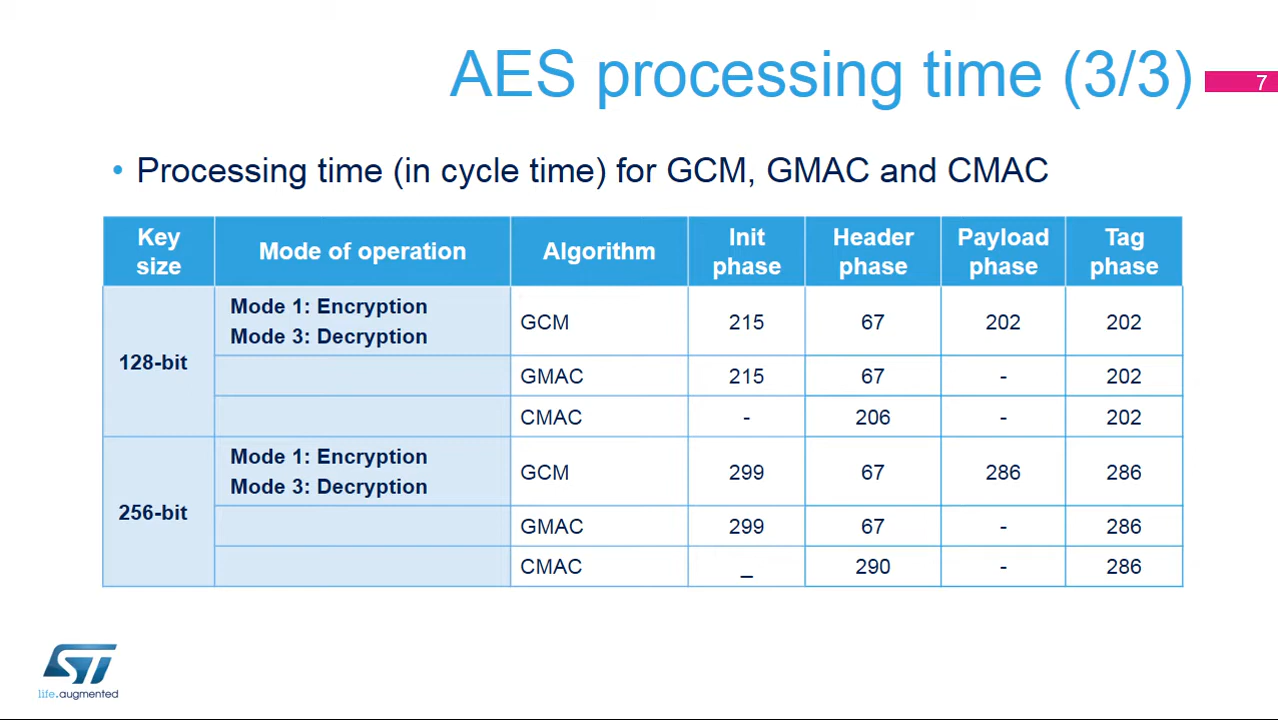 AES processing time (3/3)
7
• Processing time (in cycle time) for GCM, GMAC and CMAC
Key size Mode of operation Algorithm Init phase Header phase Payload phase Tag phase
128-bit
Mode 1: Encryption
Mode 3: Decryption
GCM 215 67 202 202
GMAC 215 67 - 202
CMAC - 206 - 202
256-bit
Mode 1: Encryption
Mode 3: Decryption
GCM 299 67 286 286
GMAC 299 67 - 286
CMAC _ 290 - 286
ST
life.augmented